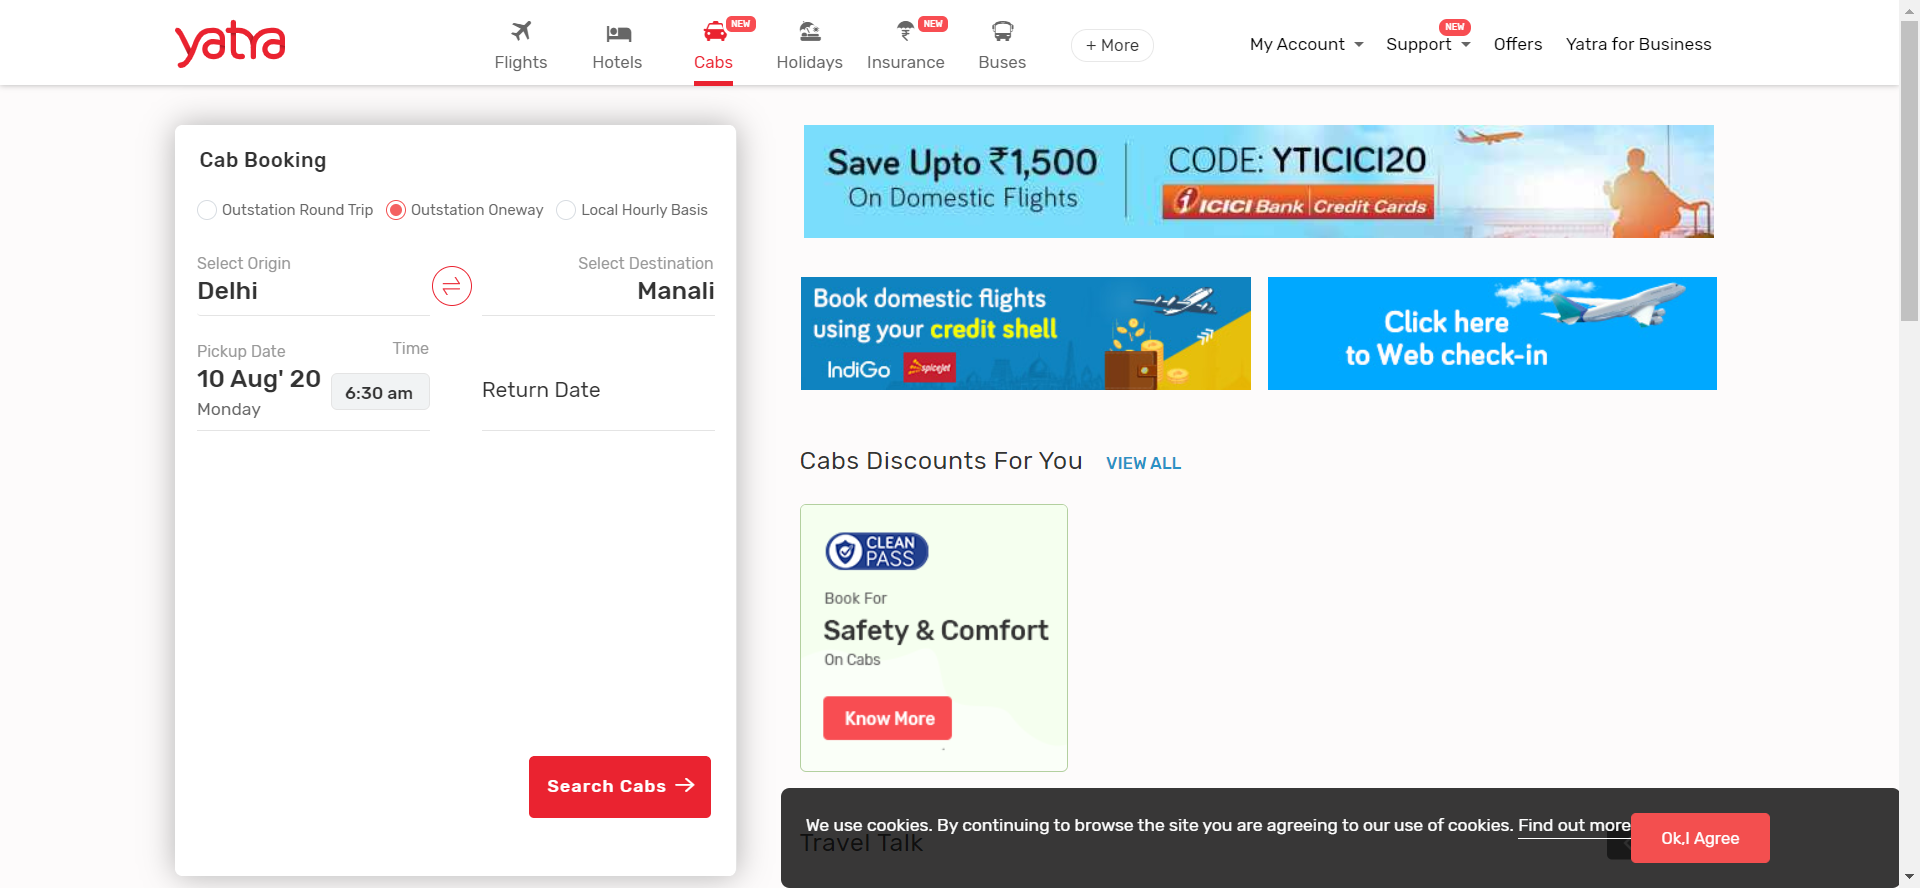 yatra
Flights
Hotels
NEW
Cabs
Holidays
NEW
Insurance
Buses
+ More
My Account
NEW
Support
Offers
Yatra for Business
Cab Booking
Outstation Round Trip
Outstation Oneway
Local Hourly Basis
Select Origin
Delhi
Select Destination
Manali
Pickup Date
10 Aug' 20
Monday
Time
6:30 am
Return Date
Search Cabs
Save Upto ₹1,500
On Domestic Flights
CODE: YTICICI20
ICICI Bank | Credit Cards
Book domestic flights
using your credit shell
IndiGo
spicejet
Click here
to Web check-in
Cabs Discounts For You
VIEW ALL
CLEAN
PASS
Book For
Safety & Comfort
On Cabs
Know More
We use cookies. By continuing to browse the site you are agreeing to our use of cookies. Find out more
Ok,I Agree
Travel Talk